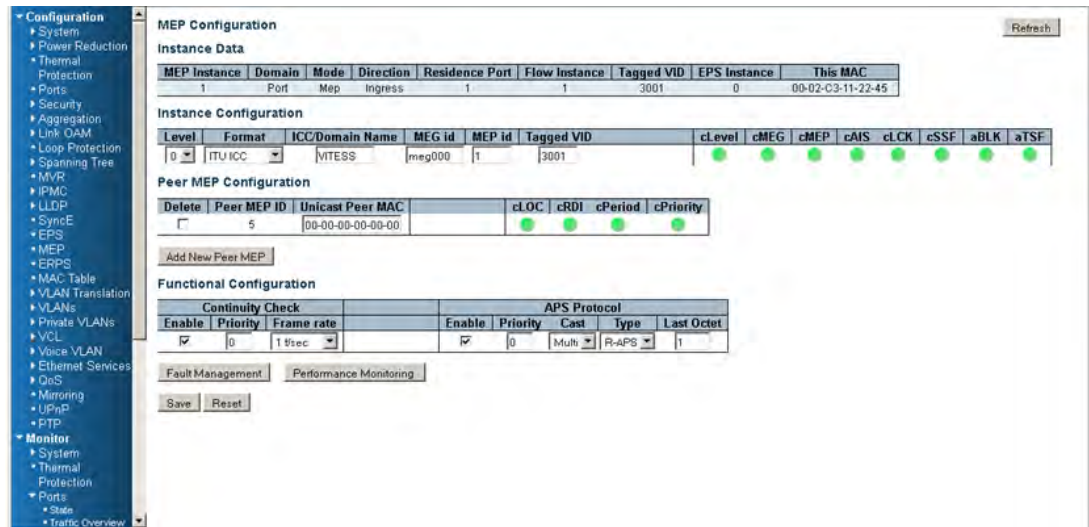 Configuration
System
Power Reduction
Thermal
Protection
Ports
Security
Aggregation
Link OAM
Loop Protection
Spanning Tree
MVR
IPMC
LLDP
SyncE
EPS
MEP
ERPS
MAC Table
VLAN Translation
VLANs
Private VLANs
VCL
Voice VLAN
Ethernet Services
QoS
Mirroring
UPnP
PTP
Monitor
System
Thermal
Protection
Ports
State
Traffic Overview
MEP Configuration
Refresh
Instance Data
MEP Instance Domain Mode Direction Residence Port Flow Instance Tagged VID EPS Instance This MAC
1 Port Mep Ingress 1 1 3001 0 00-02-C3-11-22-45
Instance Configuration
Level Format ICC/Domain Name MEG id MEP id Tagged VID cLevel cMEG cMEP cAIS cLCK cSSF aBLK aTSF
0 ITU ICC VITESS meg000 1 3001
Peer MEP Configuration
Delete Peer MEP ID Unicast Peer MAC cLOC cRDI cPeriod cPriority
5 00-00-00-00-00-00
Add New Peer MEP
Functional Configuration
Continuity Check APS Protocol
Enable Priority Frame rate Enable Priority Cast Type Last Octet
0 1 f/sec 0 Multi R-APS 1
Fault Management Performance Monitoring
Save Reset